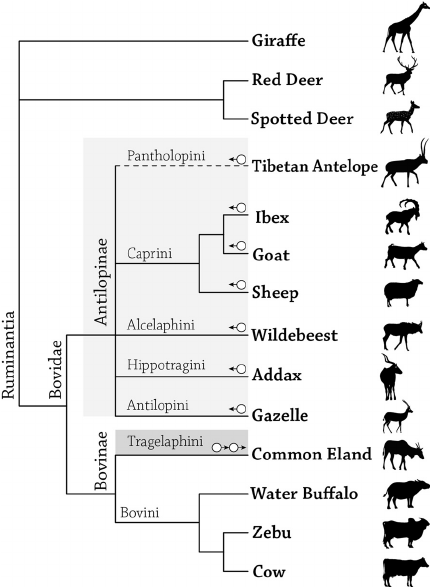 Giraffe
Red Deer
Spotted Deer
Pantholopini
Tibetan Antelope
Ibex
Caprini
Goat
Sheep
Antilopinae
Alcelaphini
Wildebeest
Hippotragini
Addax
Antilopini
Gazelle
Ruminantia
Bovidae
Bovinae
Tragelaphini
Common Eland
Water Buffalo
Bovini
Zebu
Cow